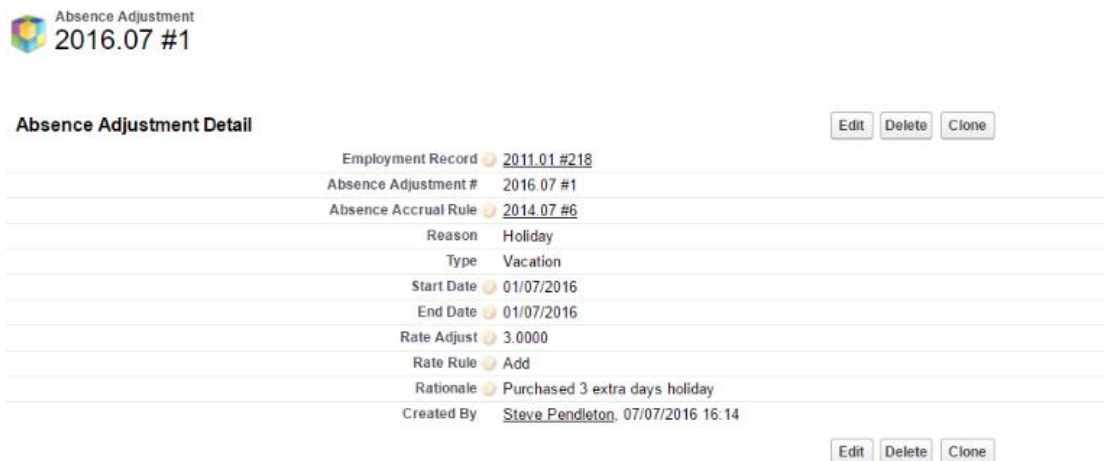 Absence Adjustment
2016.07 #1
Absence Adjustment Detail Edit Delete Clone
Employment Record 2011.01 #218
Absence Adjustment # 2016.07 #1
Absence Accrual Rule 2014.07 #6
Reason Holiday
Type Vacation
Start Date 01/07/2016
End Date 01/07/2016
Rate Adjust 3.0000
Rate Rule Add
Rationale Purchased 3 extra days holiday
Created By Steve Pendleton, 07/07/2016 16:14
Edit Delete Clone